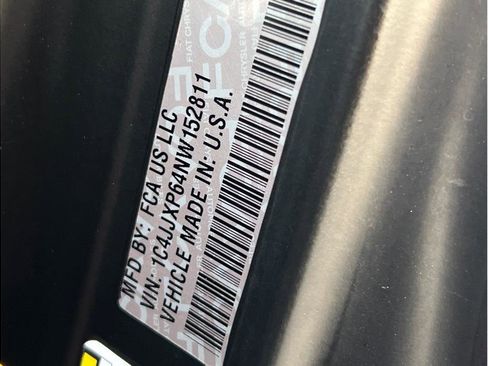 MFD BY: FCA US LLC
VIN: 1C4JJXP64NW152811
VEHICLE MADE IN: U.S.A.